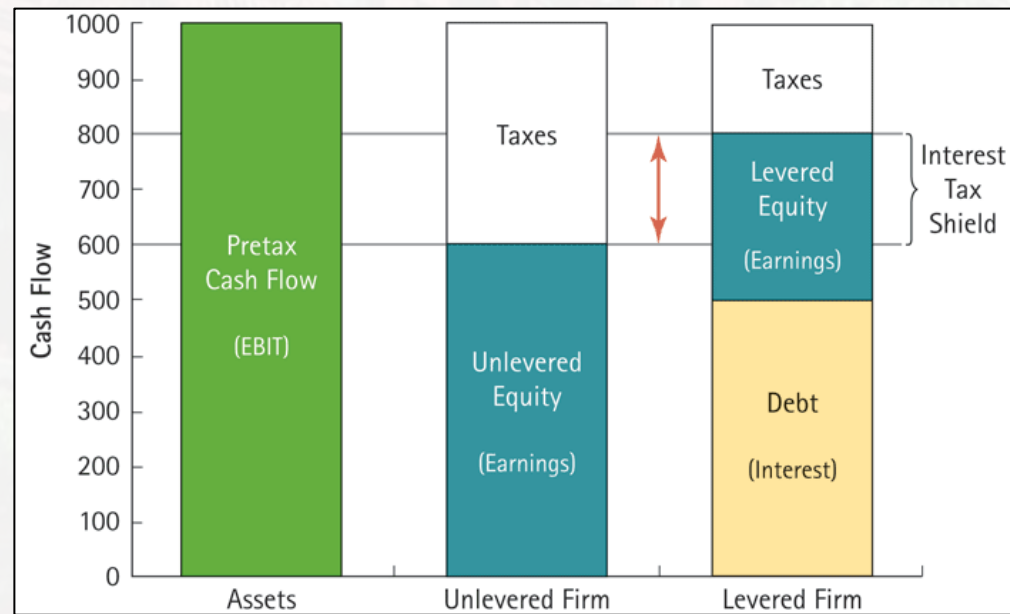 Cash Flow
1000
900
800
700
600
500
400
300
200
100
0
Pretax
Cash Flow
(EBIT)
Assets
Taxes
Unlevered
Equity
(Earnings)
Unlevered Firm
Taxes
Levered
Equity
(Earnings)
Debt
(Interest)
Levered Firm
Interest
Tax
Shield